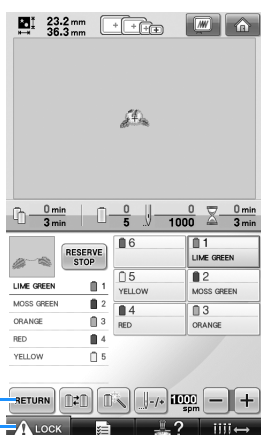 23.2 mm
36.3 mm
0 min
3 min
0
5
0
1000
0 min
3 min
RESERVE
STOP
6
1
LIME GREEN
LIME GREEN 1
MOSS GREEN 2
ORANGE 3
RED 4
YELLOW 5
5
YELLOW
2
MOSS GREEN
4
RED
3
ORANGE
RETURN
-/+
1000
spm
- +
LOCK
?